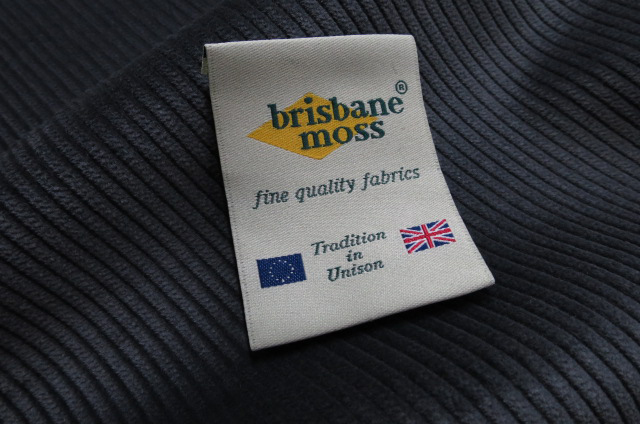 brisbane®
moss
fine quality fabrics
Tradition
in
Unison